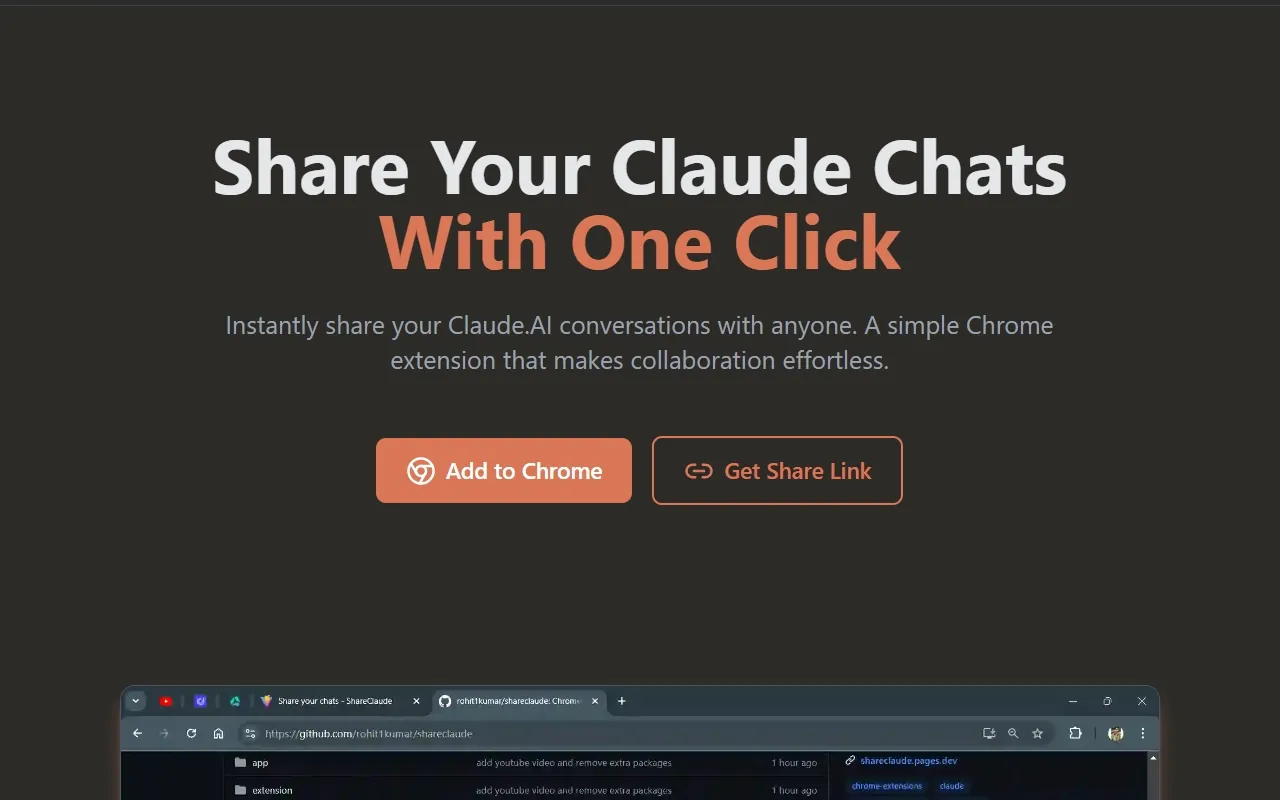 Share Your Claude Chats
With One Click
Instantly share your Claude.AI conversations with anyone. A simple Chrome
extension that makes collaboration effortless.
Add to Chrome
Get Share Link
Share your chats - ShareClaude
rohit1kumar/shareclaude: Chrom
https://github.com/rohit1kumar/shareclaude
app add youtube video and remove extra packages 1 hour ago
shareclaude.pages.dev
chrome-extensions claude
extension add youtube video and remove extra packages 1 hour ago